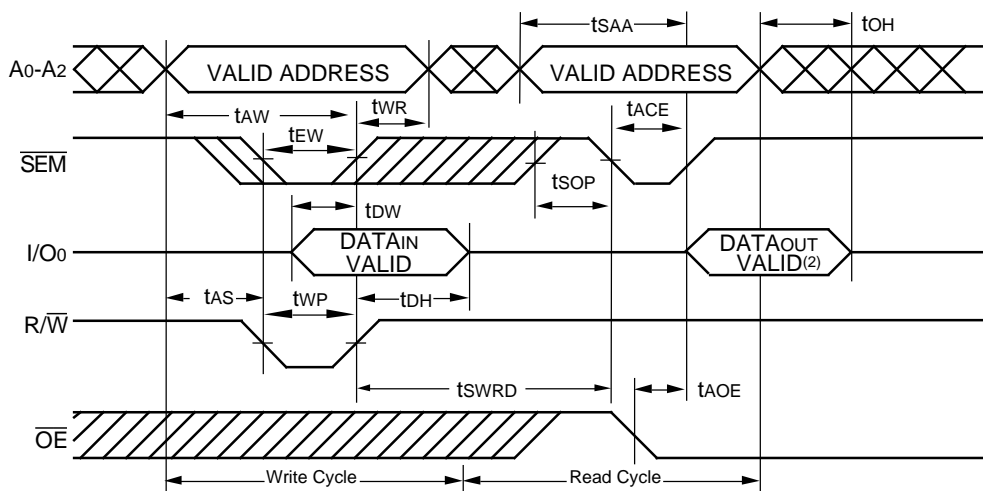 tSAA
tOH
A0-A2
VALID ADDRESS
VALID ADDRESS
tAW
tWR
tACE
tEW
SEM
tSOP
tDW
I/O0
DATAIN
VALID
DATAOUT
VALID(2)
tAS
tWP
tDH
R/W
tSWRD
tAOE
OE
Write Cycle
Read Cycle